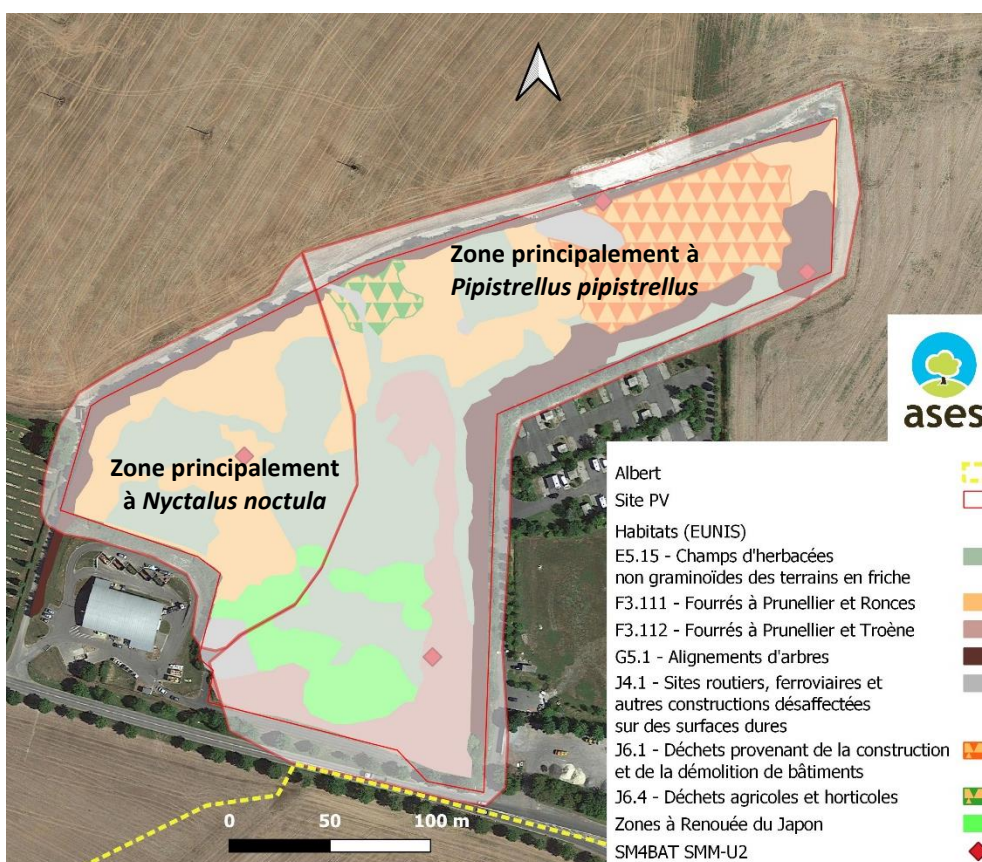 Zone principalement à
Pipistrellus pipistrellus
Zone principalement
à Nyctalus noctula
ases
Albert
Site PV
Habitats (EUNIS)
E5.15 - Champs d'herbacées
non graminoïdes des terrains en friche
F3.111 - Fourrés à Prunellier et Ronces
F3.112 - Fourrés à Prunellier et Troène
G5.1 - Alignements d'arbres
J4.1 - Sites routiers, ferroviaires et
autres constructions désaffectées
sur des surfaces dures
J6.1 - Déchets provenant de la construction
et de la démolition de bâtiments
J6.4 - Déchets agricoles et horticoles
Zones à Renouée du Japon
SM4BAT SMM-U2
0 50 100 m